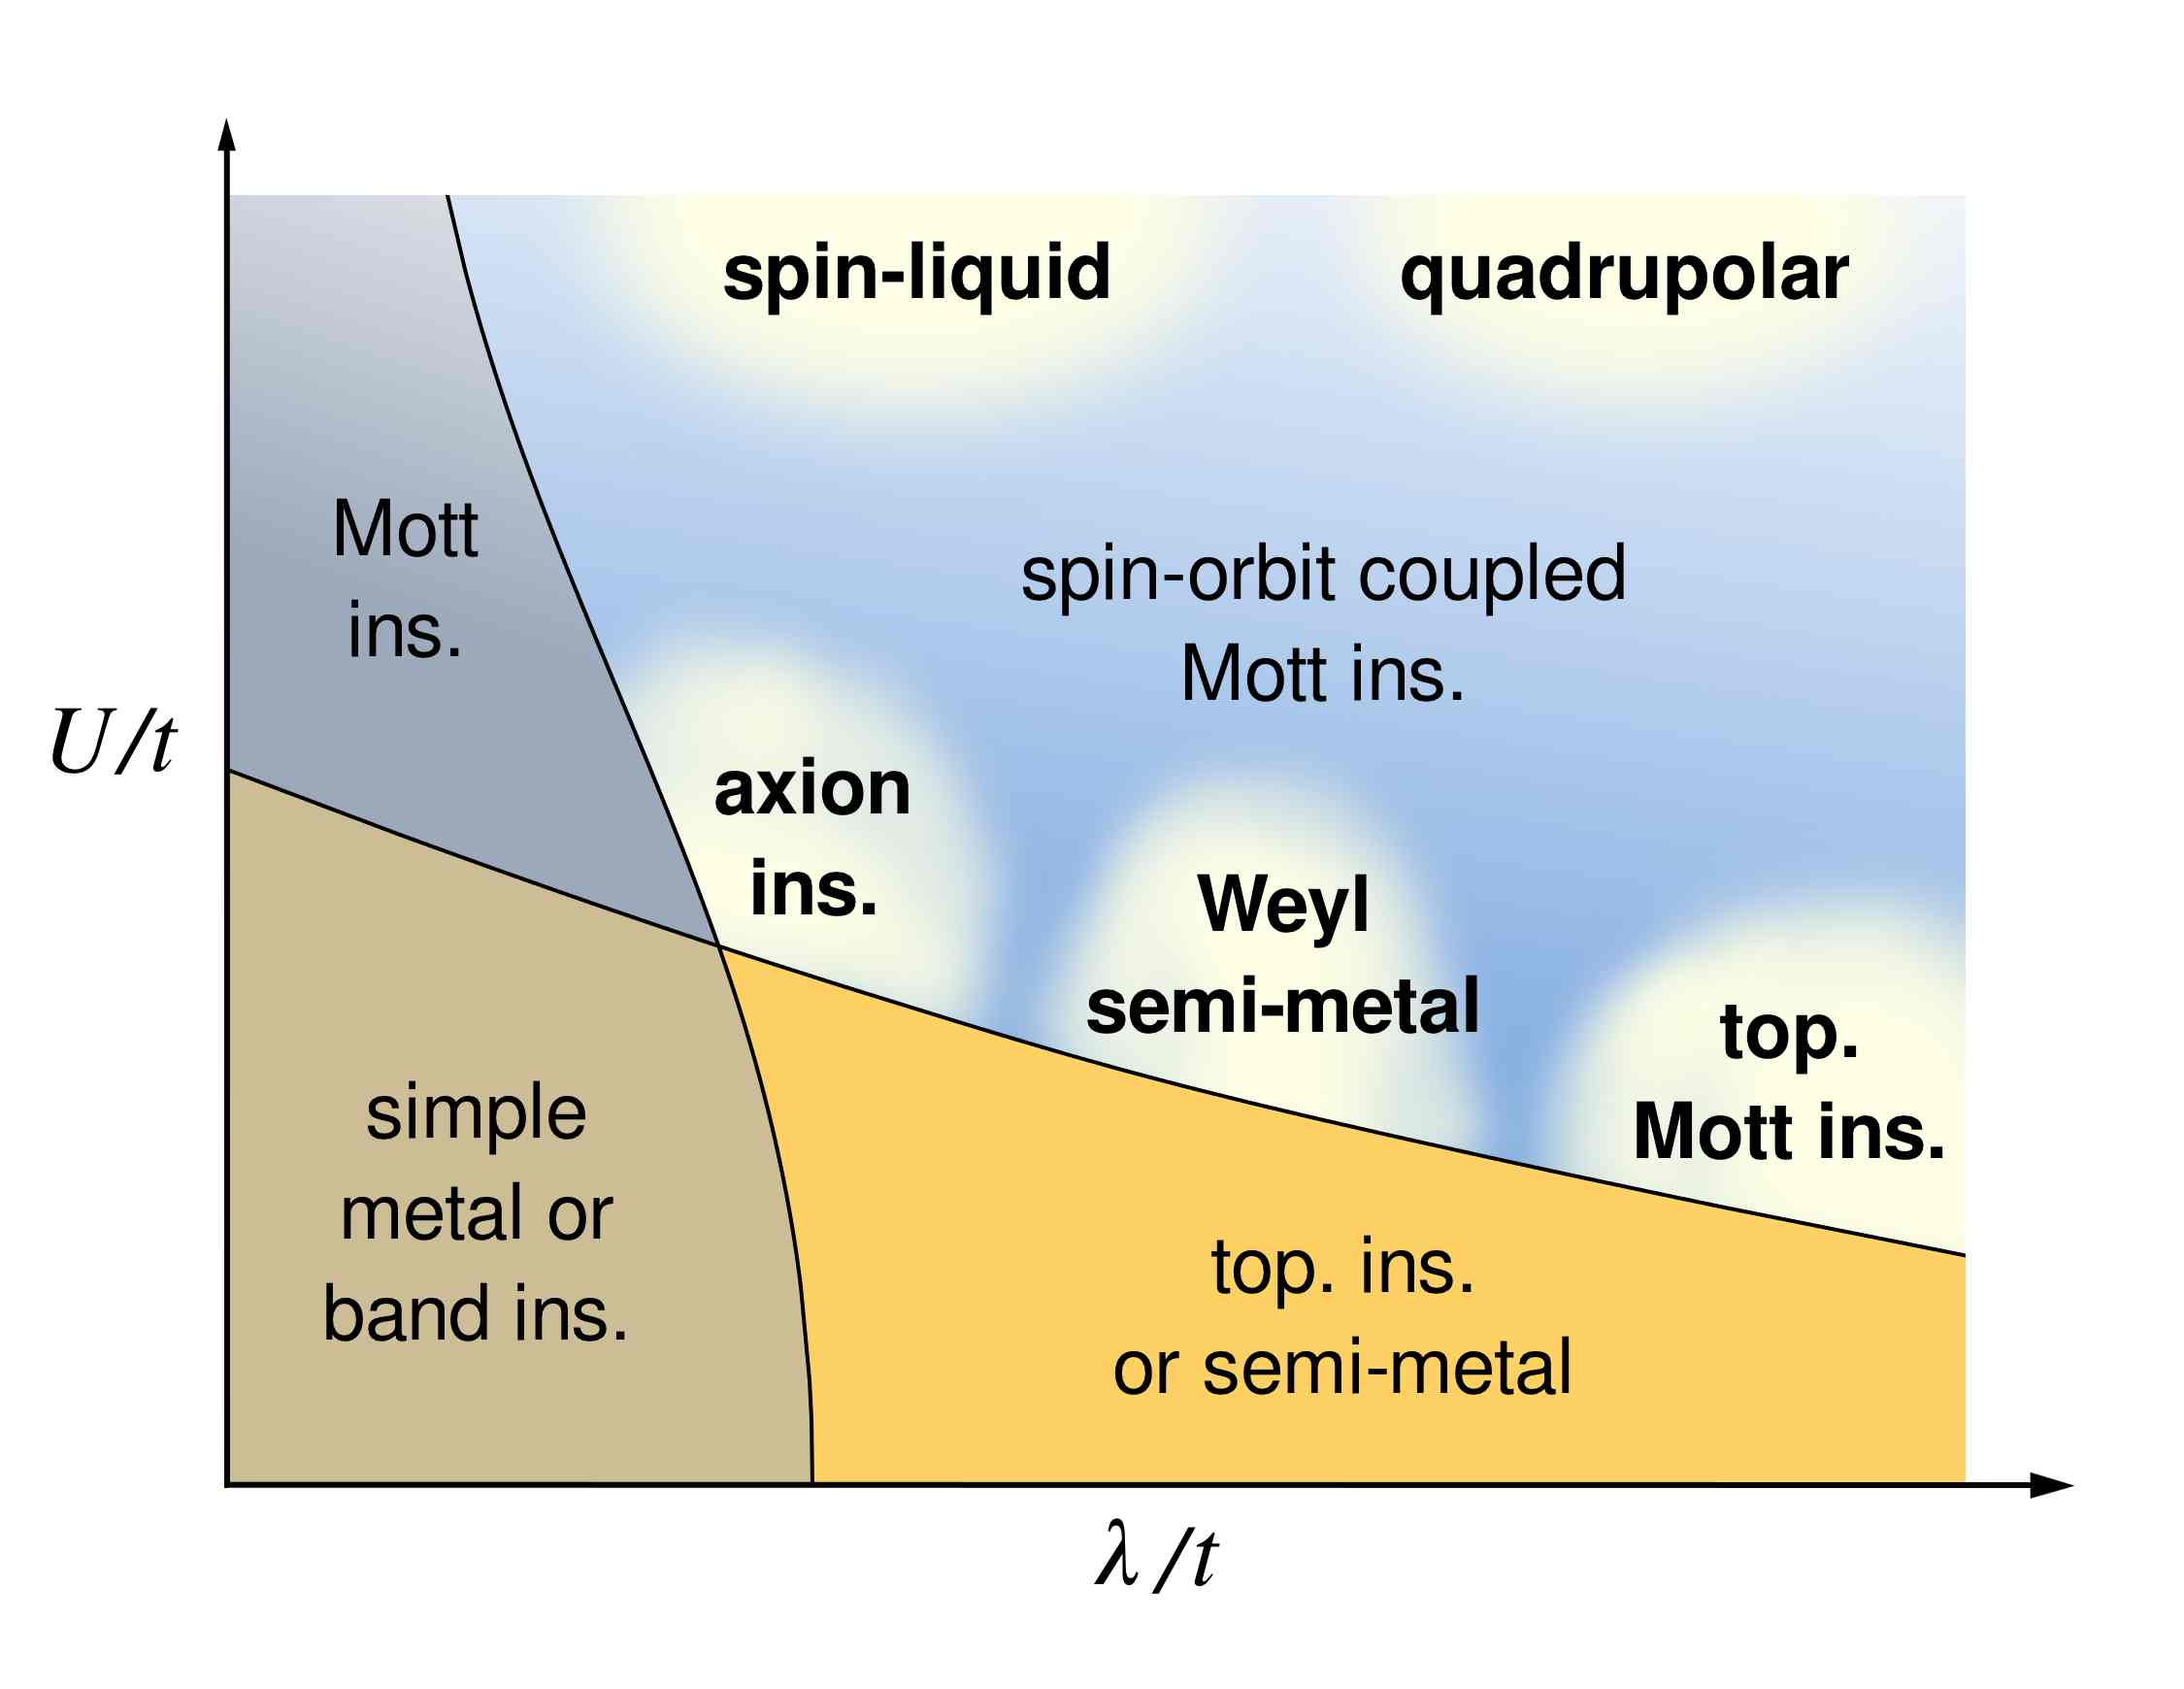 spin-liquid
quadrupolar
Mott
ins.
spin-orbit coupled
Mott ins.
U/t
axion
ins.
Weyl
semi-metal
top.
Mott ins.
simple
metal or
band ins.
top. ins.
or semi-metal
λ/t